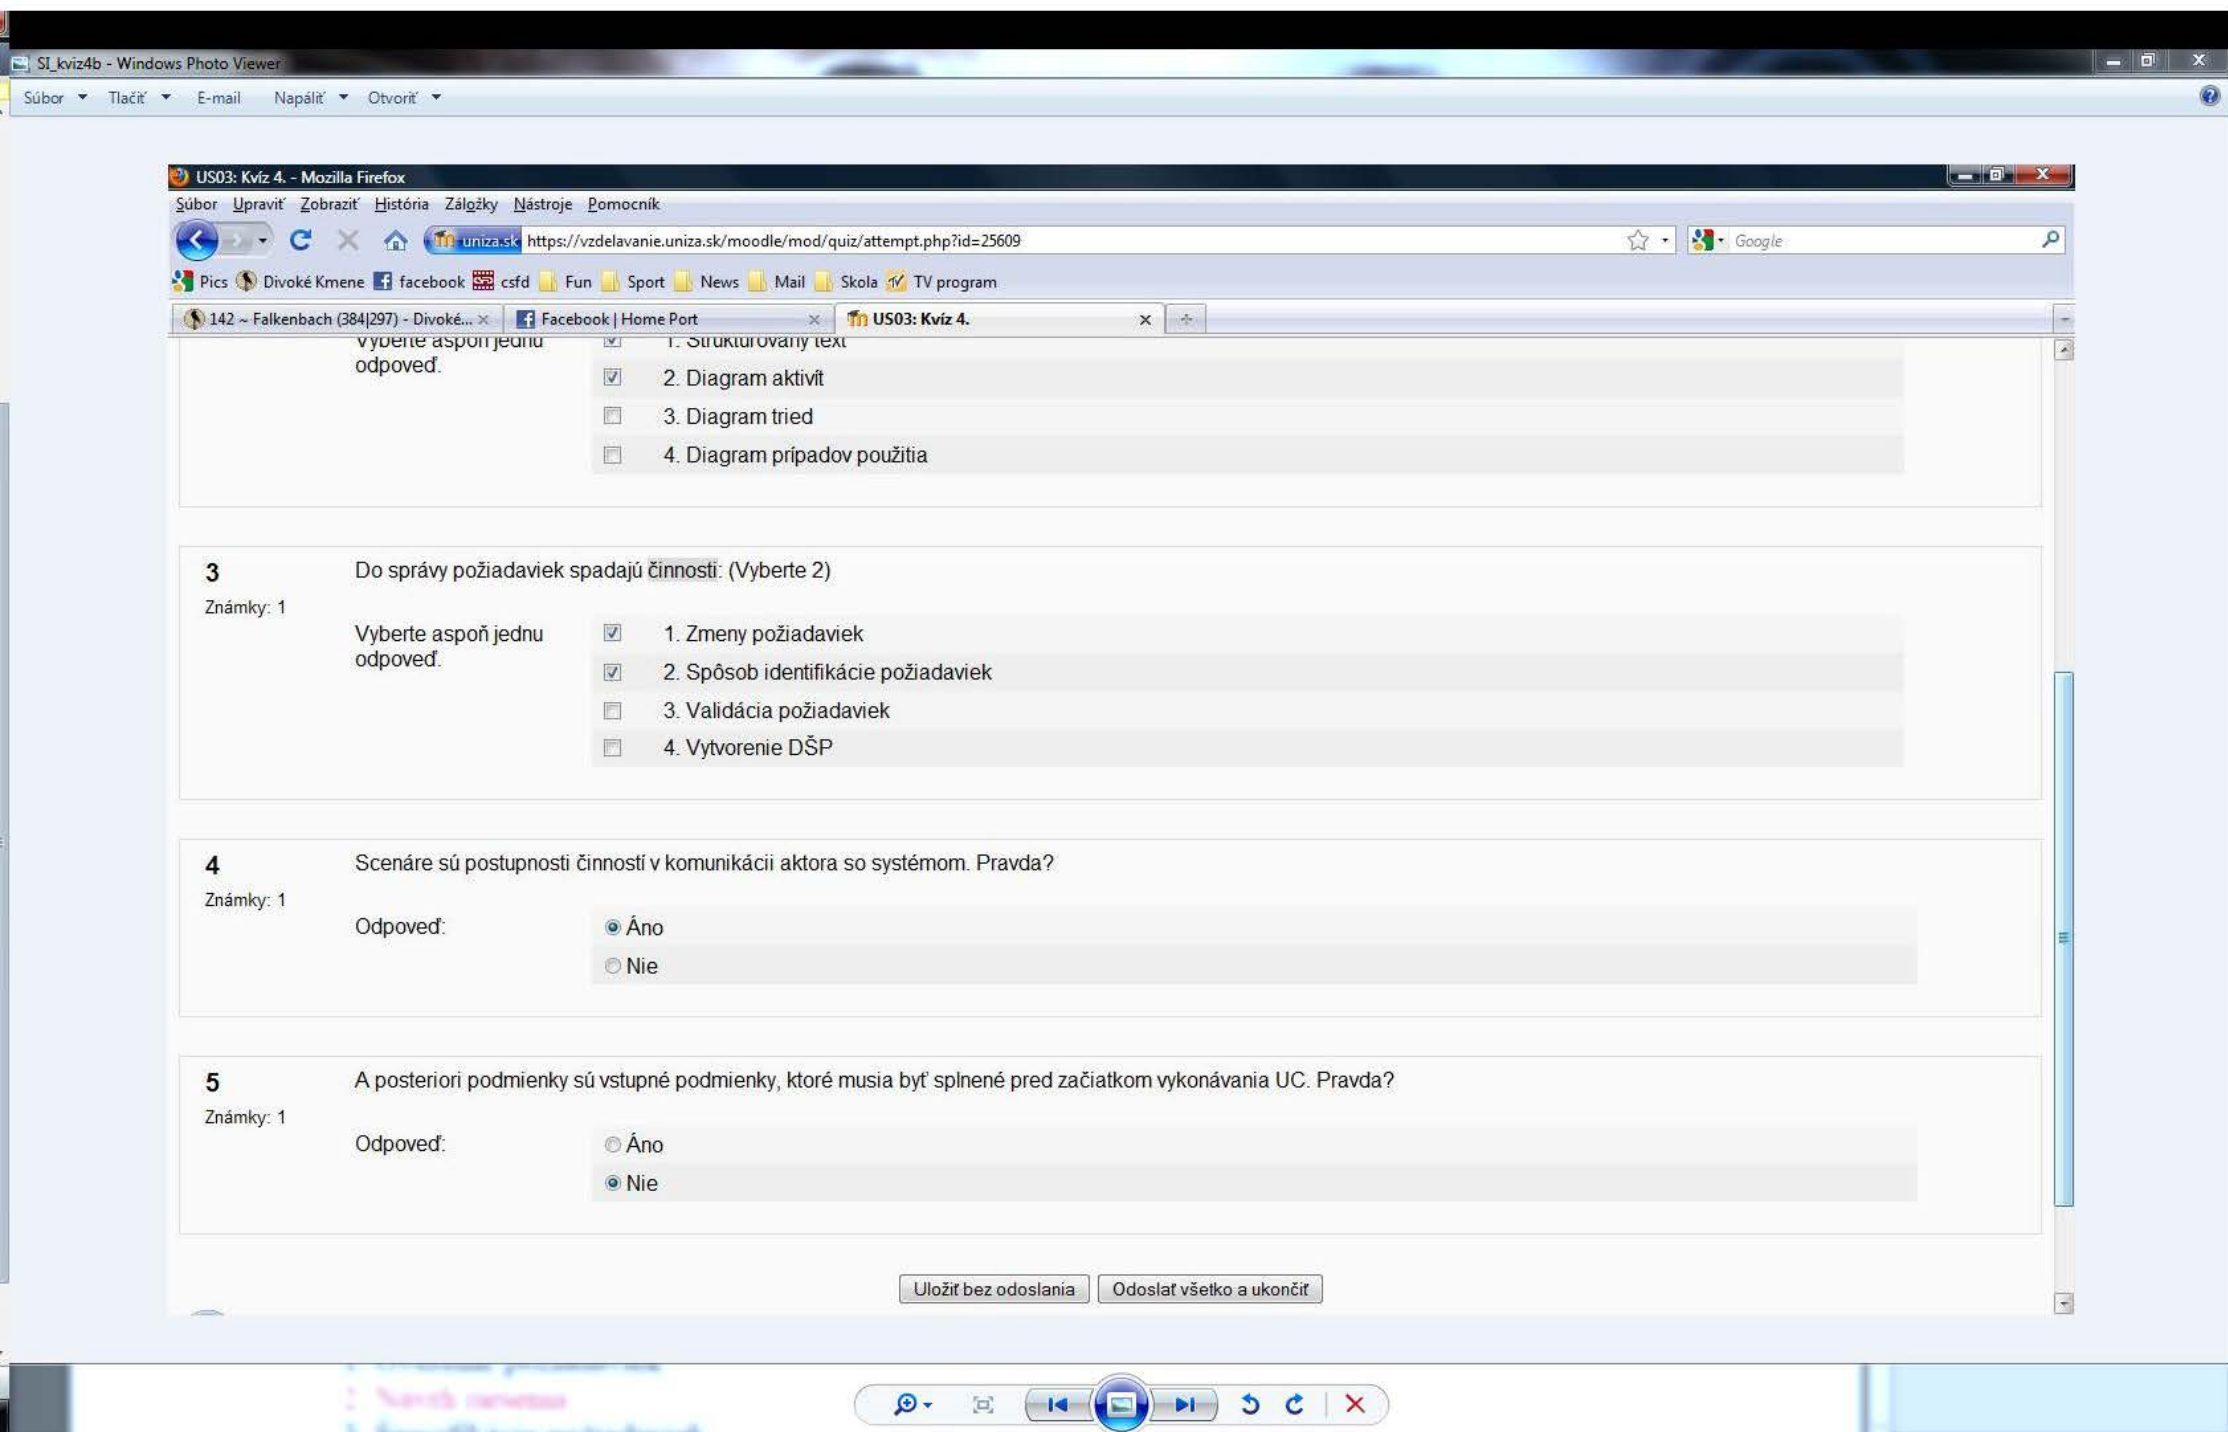 SI_kviz4b - Windows Photo Viewer
Súbor Tlačiť E-mail Napáliť Otvoriť
US03: Kvíz 4. - Mozilla Firefox
Súbor Upraviť Zobraziť História Záložky Nástroje Pomocník
uniza.sk https://vzdelavanie.uniza.sk/moodle/mod/quiz/attempt.php?id=25609 Google
Pics Divoké Kmene facebook csfd Fun Sport News Mail Skola TV program
142 ~ Falkenbach (384|297) - Divoké... Facebook | Home Port US03: Kvíz 4.
Vyberte aspoň jednu 1. Štruktúrovaný text
odpoveď.
2. Diagram aktivít
3. Diagram tried
4. Diagram prípadov použitia
3 Do správy požiadaviek spadajú činnosti: (Vyberte 2)
Známky: 1
Vyberte aspoň jednu 1. Zmeny požiadaviek
odpoveď.
2. Spôsob identifikácie požiadaviek
3. Validácia požiadaviek
4. Vytvorenie DŠP
4 Scenáre sú postupnosti činností v komunikácii aktora so systémom. Pravda?
Známky: 1
Odpoveď: Áno
Nie
5 A posteriori podmienky sú vstupné podmienky, ktoré musia byť splnené pred začiatkom vykonávania UC. Pravda?
Známky: 1
Odpoveď: Áno
Nie
Uložiť bez odoslania Odoslať všetko a ukončiť